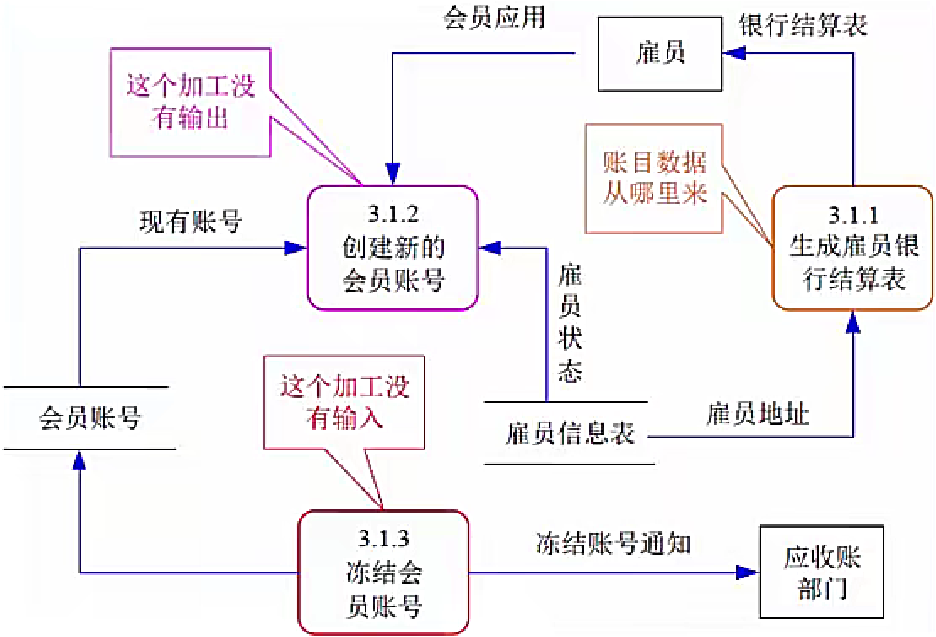 会员应用
银行结算表
雇员
这个加工没
有输出
账目数据
从哪里来
3.1.2
创建新的
会员账号
3.1.1
生成雇员银
行结算表
现有账号
雇
员
状
态
这个加工没
有输入
会员账号
雇员信息表
雇员地址
3.1.3
冻结会
员账号
冻结账号通知
应收账
部门